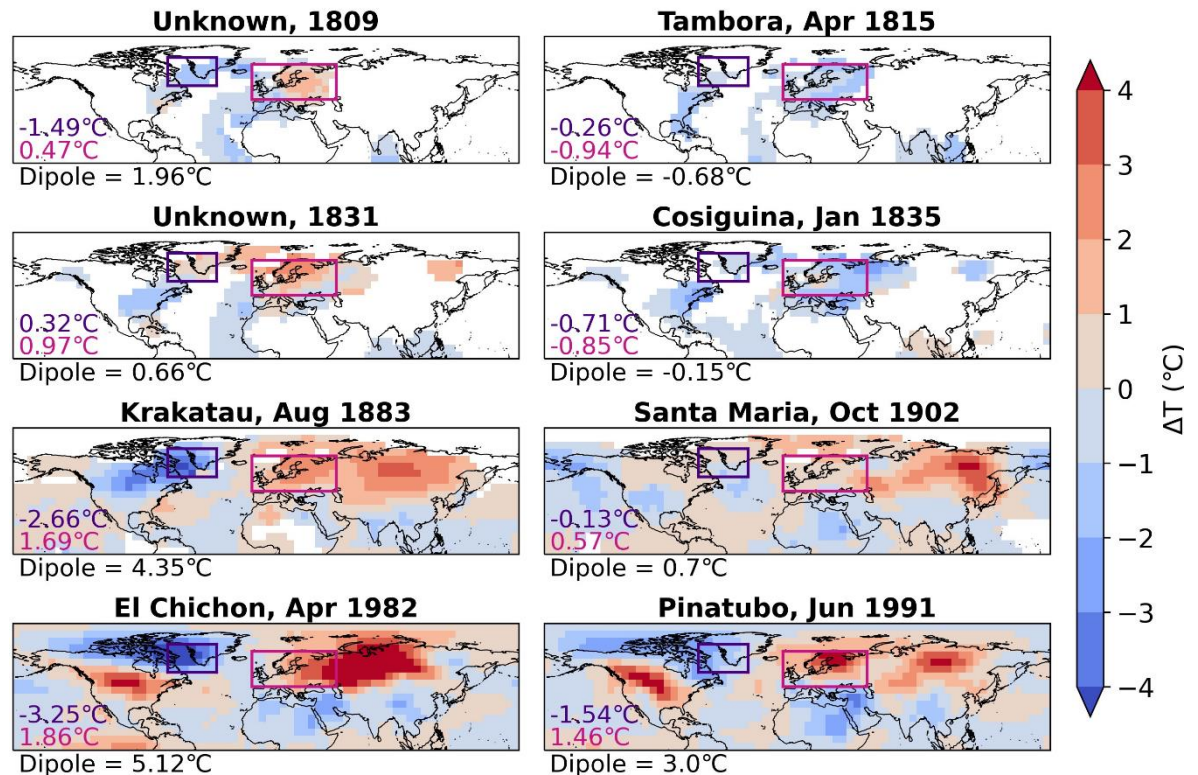 Unknown, 1809
-1.49°C
0.47°C
Dipole = 1.96°C
Tambora, Apr 1815
-0.26°C
-0.94°C
Dipole = -0.68°C
Unknown, 1831
0.32°C
0.97°C
Dipole = 0.66°C
Cosiguina, Jan 1835
-0.71°C
-0.85°C
Dipole = -0.15°C
Krakatau, Aug 1883
-2.66°C
1.69°C
Dipole = 4.35°C
Santa Maria, Oct 1902
-0.13°C
0.57°C
Dipole = 0.7°C
El Chichon, Apr 1982
-3.25°C
1.86°C
Dipole = 5.12°C
Pinatubo, Jun 1991
-1.54°C
1.46°C
Dipole = 3.0°C
4
3
2
1
0
−1
−2
−3
−4
ΔT (°C)